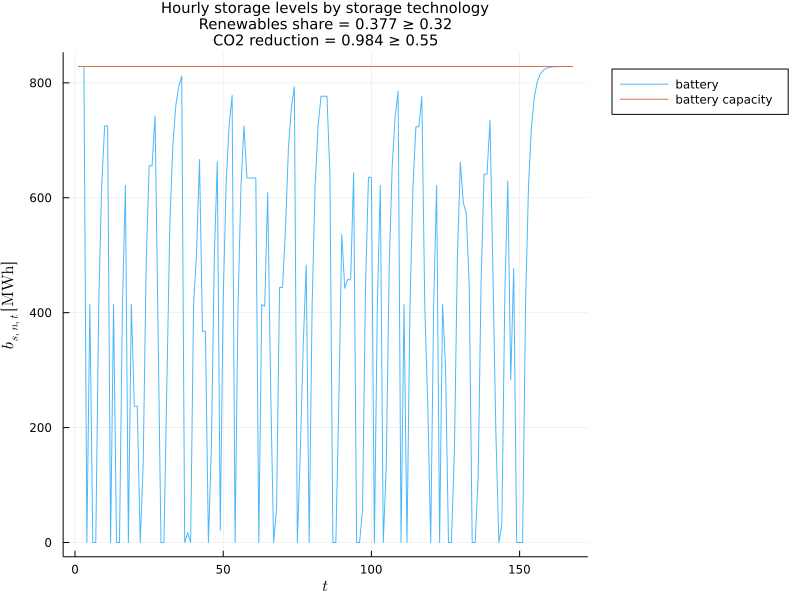 Hourly storage levels by storage technology
Renewables share = 0.377 ≥ 0.32
CO2 reduction = 0.984 ≥ 0.55
battery
battery capacity
800
600
400
200
0
b_{s, n, t} [MWh]
0 50 100 150
t